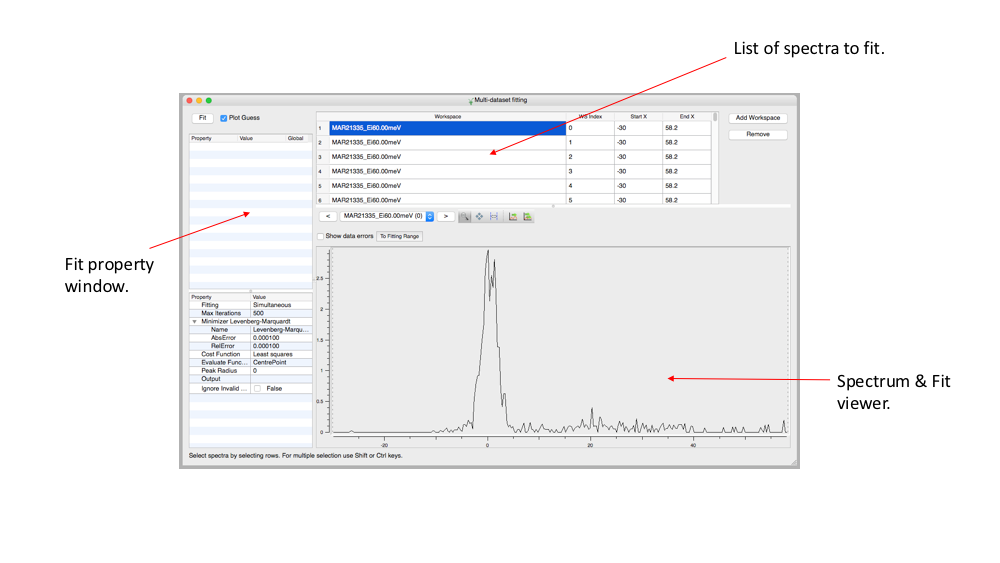 List of spectra to fit.
Multi-dataset fitting
Fit Plot Guess
Property Value Global
Workspace WS Index Start X End X
1 MAR21335_Ei60.00meV 0 -30 58.2
2 MAR21335_Ei60.00meV 1 -30 58.2
3 MAR21335_Ei60.00meV 2 -30 58.2
4 MAR21335_Ei60.00meV 3 -30 58.2
5 MAR21335_Ei60.00meV 4 -30 58.2
6 MAR21335_Ei60.00meV 5 -30 58.2
Add Workspace
Remove
< MAR21335_Ei60.00meV (0) >
Show data errors To Fitting Range
Fit property
window.
Property Value
Fitting Simultaneous
Max Iterations 500
Minimizer Levenberg-Marquardt
Name Levenberg-Marqu...
AbsError 0.000100
RelError 0.000100
Cost Function Least squares
Evaluate Func... CentrePoint
Peak Radius 0
Output
Ignore Invalid ... False
2.5
2
1.5
1
0.5
0
-20 0 20 40
Spectrum & Fit
viewer.
Select spectra by selecting rows. For multiple selection use Shift or Ctrl keys.